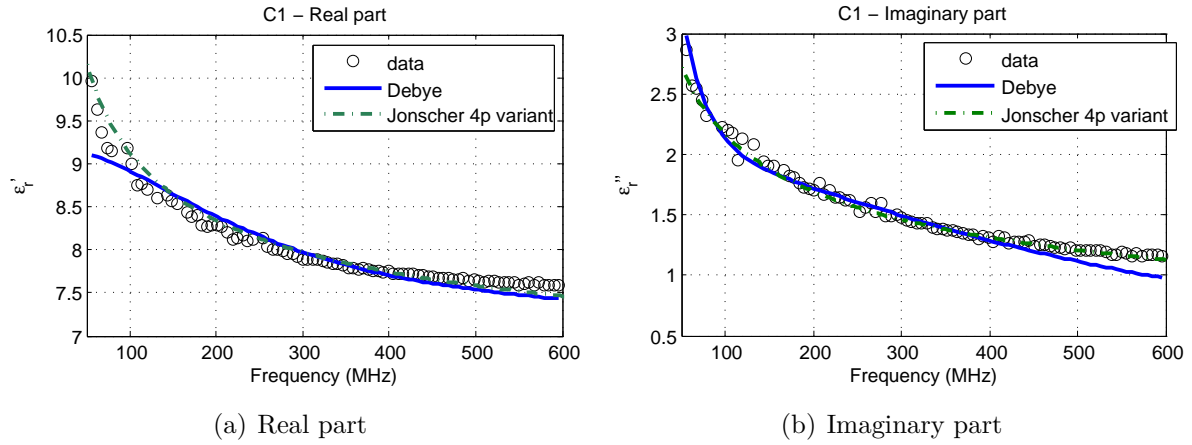 C1 − Real part
10.5
10
9.5
9
8.5
8
7.5
7
100
200
300
400
500
600
εr'
Frequency (MHz)
data
Debye
Jonscher 4p variant
(a) Real part
C1 - Imaginary part
3
2.5
2
1.5
1
0.5
100
200
300
400
500
600
εr''
Frequency (MHz)
data
Debye
Jonscher 4p variant
(b) Imaginary part